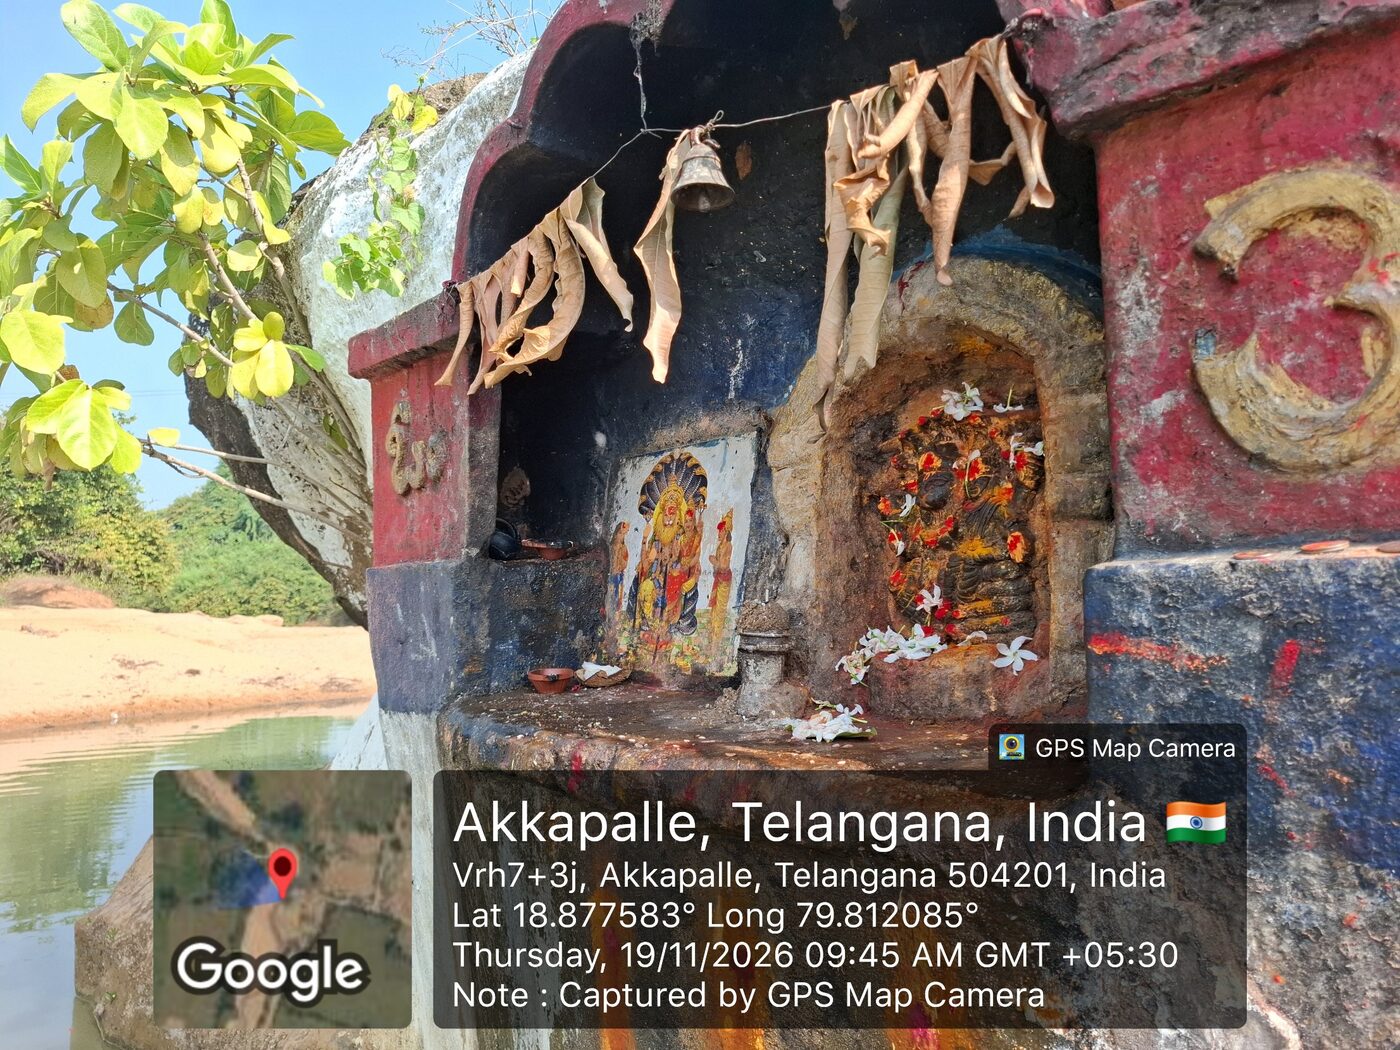 ఓం
GPS Map Camera
Google
Akkapalle, Telangana, India
Vrh7+3j, Akkapalle, Telangana 504201, India
Lat 18.877583° Long 79.812085°
Thursday, 19/11/2026 09:45 AM GMT +05:30
Note : Captured by GPS Map Camera